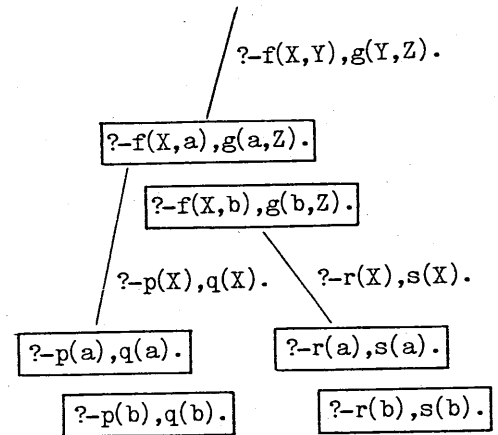 ?-f(X,Y),g(Y,Z).
?-f(X,a),g(a,Z).
?-f(X,b),g(b,Z).
?-p(X),q(X).
?-r(X),s(X).
?-p(a),q(a).
?-r(a),s(a).
?-p(b),q(b).
?-r(b),s(b).